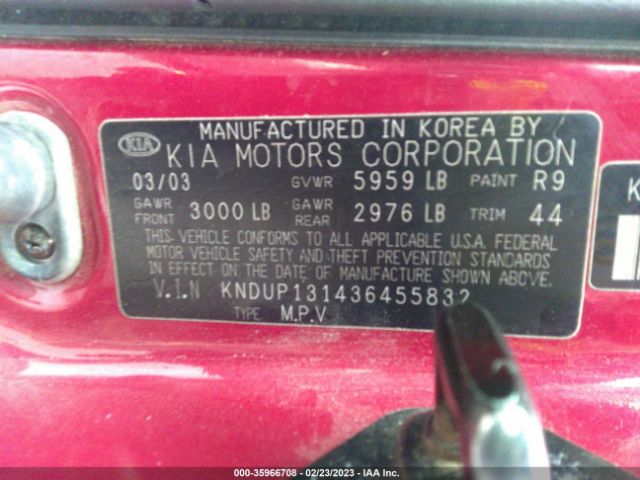 MANUFACTURED IN KOREA BY
KIA KIA MOTORS CORPORATION
03/03 GVWR 5959 LB PAINT R9
GAWR FRONT 3000 LB GAWR REAR 2976 LB TRIM 44
THIS VEHICLE CONFORMS TO ALL APPLICABLE U.S.A. FEDERAL
MOTOR VEHICLE SAFETY AND THEFT PREVENTION STANDARDS
IN EFFECT ON THE DATE OF MANUFACTURE SHOWN ABOVE.
V.I.N KNDUP131436455832
TYPE M.P.V
K
000-35966708 - 02/23/2023 - IAA Inc.